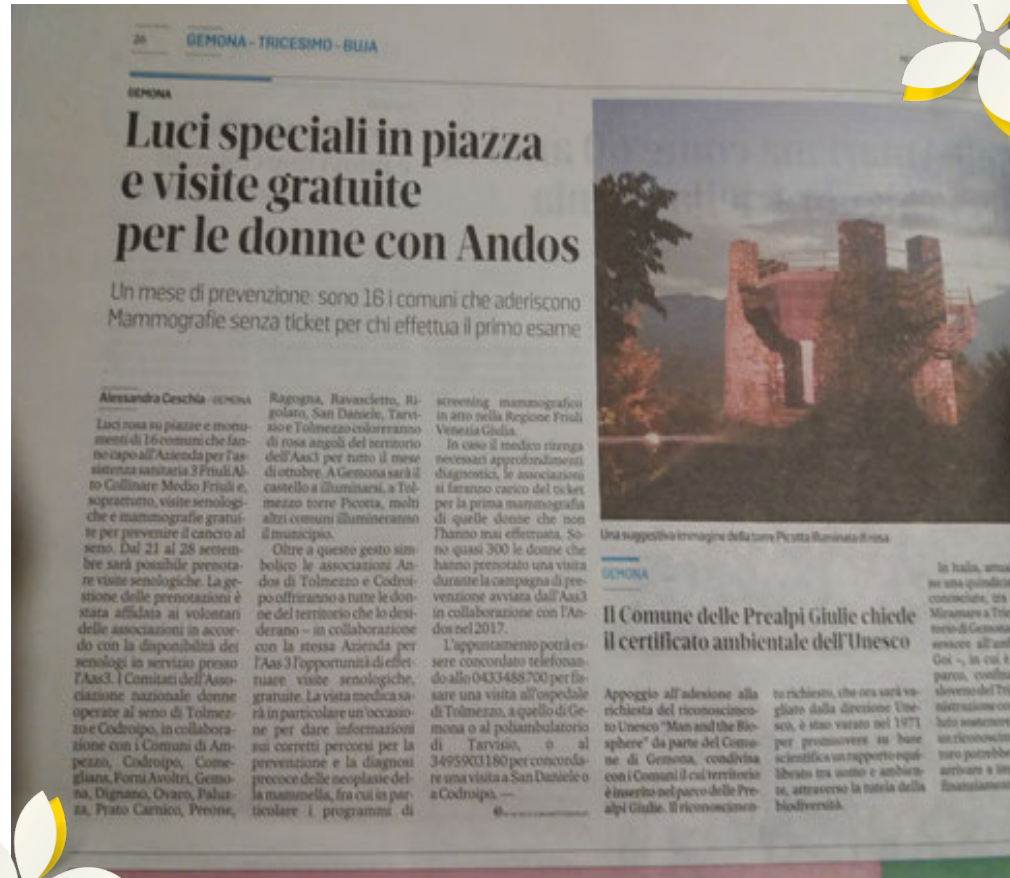 26 GEMONA - TRICESIMO - BUJA
GEMONA
Luci speciali in piazza
e visite gratuite
per le donne con Andos
Un mese di prevenzione: sono 16 i comuni che aderiscono
Mammografie senza ticket per chi effettua il primo esame
Alessandra Ceschia GEMONA
Luci rosa su piazze e monu-
menti di 16 comuni che fan-
no capo all'Azienda per l'as-
sistenza sanitaria 3 Friuli Al-
to Collinare Medio Friuli e,
soprattutto, visite senologi-
che e mammografie gratui-
te per prevenire il cancro al
seno. Dal 21 al 28 settem-
bre sarà possibile prenota-
re visite senologiche. La ge-
stione delle prenotazioni è
stata affidata ai volontari
delle associazioni in accor-
do con la disponibilità dei
senologi in servizio presso
l'Aas3. I Comitati dell'Asso-
ciazione nazionale donne
operate al seno di Tolmez-
zo e Codroipo, in collabora-
zione con i Comuni di Am-
pezzo, Codroipo, Come-
glians, Forni Avoltri, Gemo-
na, Dignano, Ovaro, Paluz-
za, Prato Carnico, Preone,
Ragogna, Ravascletto, Ri-
golato, San Daniele, Tarvi-
sio e Tolmezzo coloreranno
di rosa angoli del territorio
dell'Aas3 per tutto il mese
di ottobre. A Gemona sarà il
castello a illuminarsi, a Tol-
mezzo torre Picotta, molti
altri comuni illumineranno
il municipio.
Oltre a questo gesto sim-
bolico le associazioni An-
dos di Tolmezzo e Codroi-
po offriranno a tutte le don-
ne del territorio che lo desi-
derano – in collaborazione
con la stessa Azienda per
l'Aas 3 l'opportunità di effet-
tuare visite senologiche,
gratuite. La vista medica sa-
rà in particolare un'occasio-
ne per dare informazioni
sui corretti percorsi per la
prevenzione e la diagnosi
precoce delle neoplasie del-
la mammella, fra cui in par-
ticolare i programmi di
screening mammografico
in atto nella Regione Friuli
Venezia Giulia.
In caso il medico ritenga
necessari approfondimenti
diagnostici, le associazioni
si faranno carico del ticket
per la prima mammografia
di quelle donne che non
l'hanno mai effettuata. So-
no quasi 300 le donne che
hanno prenotato una visita
durante la campagna di pre-
venzione avviata dall'Aas3
in collaborazione con l'An-
dos nel 2017.
L'appuntamento potrà es-
sere concordato telefonan-
do allo 0433488700 per fis-
sare una visita all'ospedale
di Tolmezzo, a quello di Ge-
mona o al poliambulatorio
di Tarvisio, o al
3495903180 per concorda-
re una visita a San Daniele o
a Codroipo. —
Una suggestiva immagine della torre Picotta illuminata di rosa
GEMONA
Il Comune delle Prealpi Giulie chiede
il certificato ambientale dell'Unesco
Appoggio all'adesione alla
richiesta del riconoscimen-
to Unesco "Man and the Bio-
sphere" da parte del Comu-
ne di Gemona, condivisa
con i Comuni il cui territorio
è inserito nel parco delle Pre-
alpi Giulie. Il riconoscimen-
to richiesto, che ora sarà va-
gliato dalla direzione Une-
sco, è stato varato nel 1971
per promuovere su base
scientifica un rapporto equi-
librato tra uomo e ambien-
te, attraverso la tutela della
biodiversità.
In Italia,